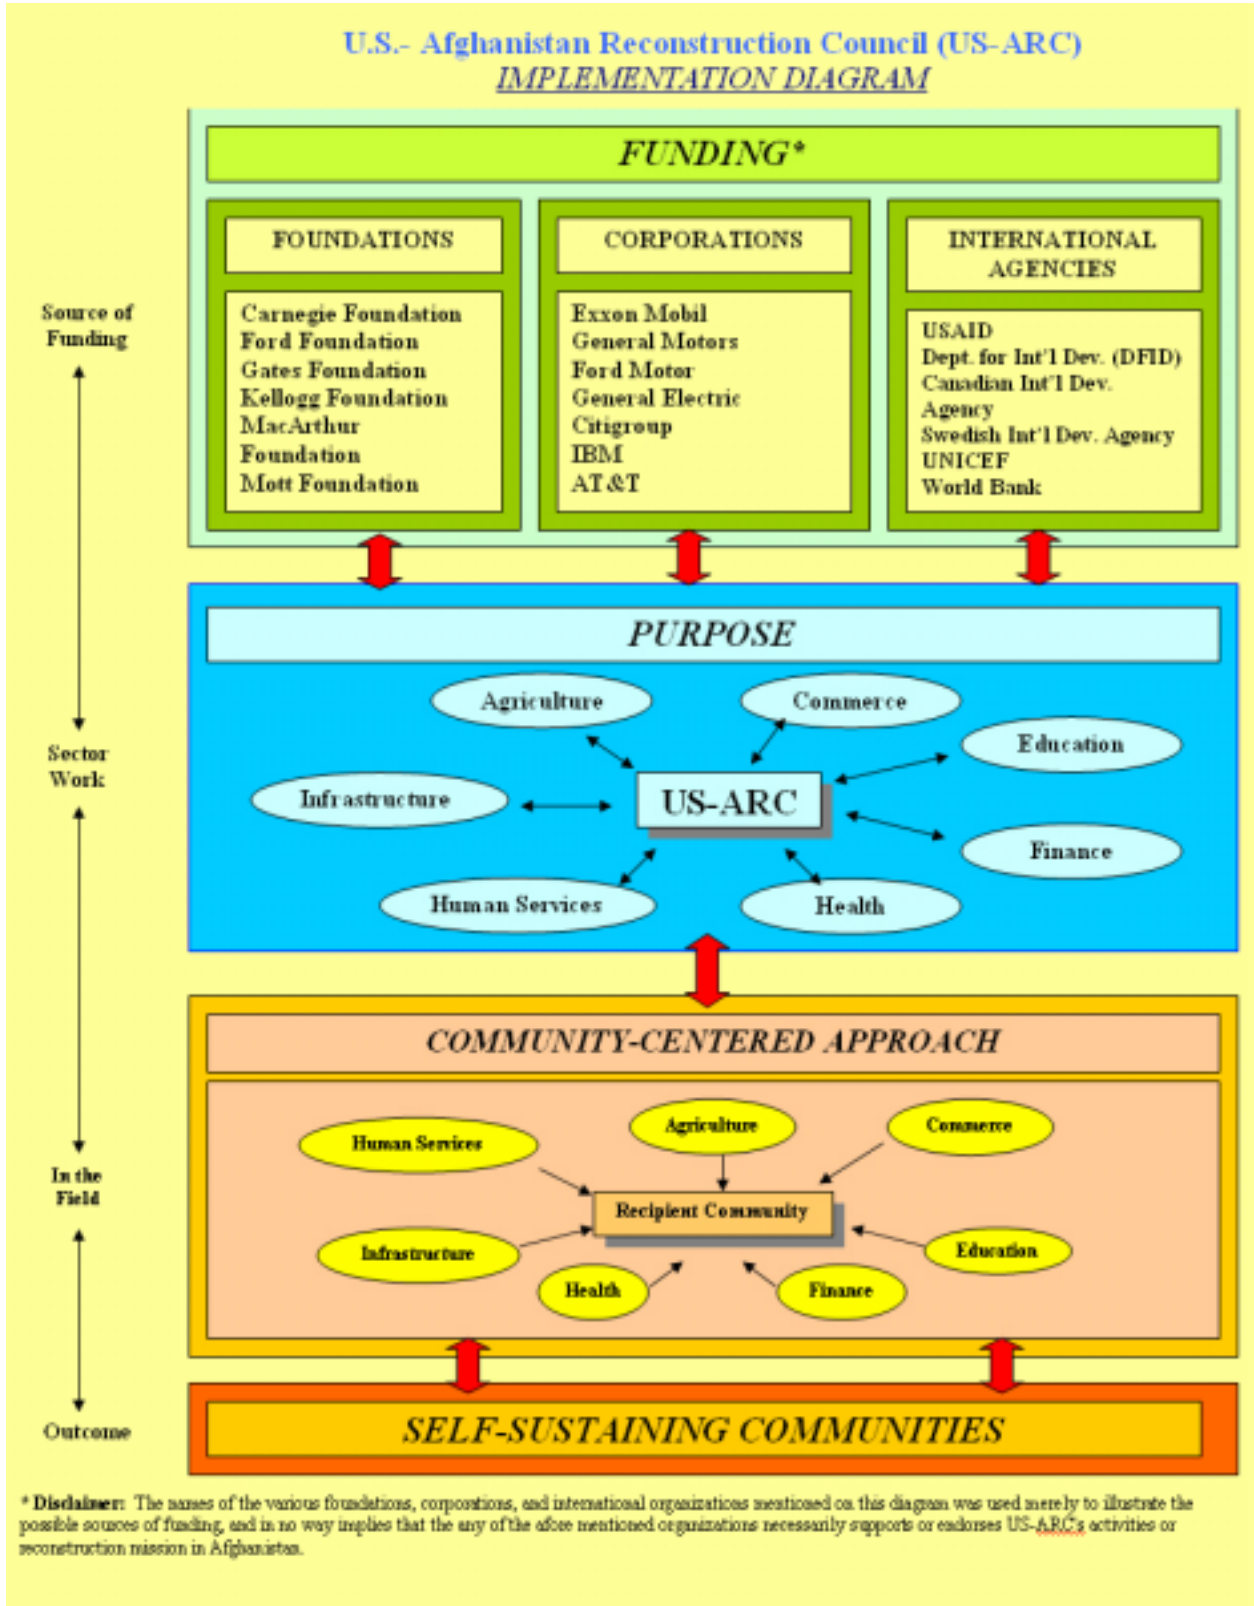 U.S.- Afghanistan Reconstruction Council (US-ARC)
IMPLEMENTATION DIAGRAM
FUNDING*
FOUNDATIONS
Carnegie Foundation
Ford Foundation
Gates Foundation
Kellogg Foundation
MacArthur
Foundation
Mott Foundation
CORPORATIONS
Exxon Mobil
General Motors
Ford Motor
General Electric
Citigroup
IBM
AT&T
INTERNATIONAL
AGENCIES
USAID
Dept. for Int'l Dev. (DFID)
Canadian Int'l Dev.
Agency
Swedish Int'l Dev. Agency
UNICEF
World Bank
Source of
Funding
PURPOSE
Agriculture
Commerce
Education
Infrastructure
US-ARC
Finance
Human Services
Health
Sector
Work
COMMUNITY-CENTERED APPROACH
Human Services
Agriculture
Commerce
Recipient Community
Infrastructure
Education
Health
Finance
In the
Field
SELF-SUSTAINING COMMUNITIES
Outcome
* Disclaimer: The names of the various foundations, corporations, and international organizations mentioned on this diagram was used merely to illustrate the
possible sources of funding, and in no way implies that the any of the afore mentioned organizations necessarily supports or endorses US-ARC's activities or
reconstruction mission in Afghanistan.